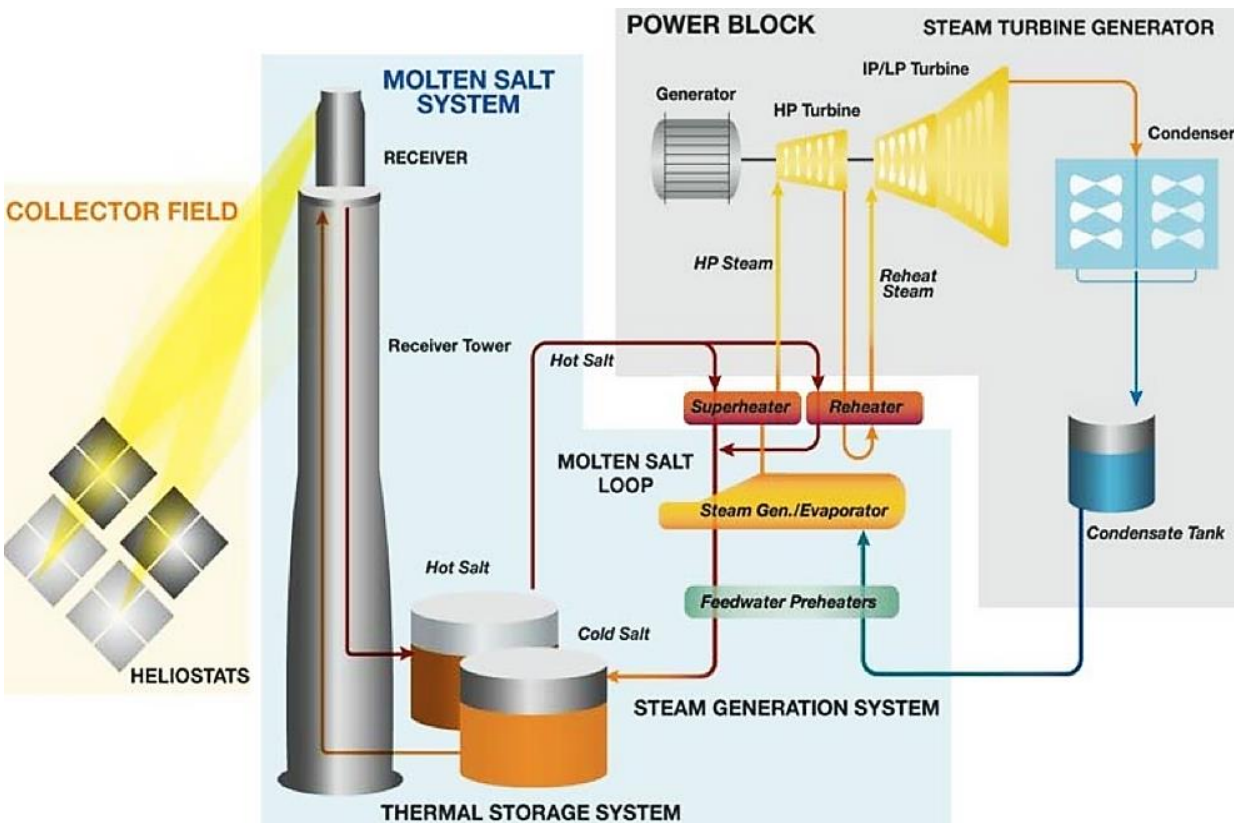 POWER BLOCK
STEAM TURBINE GENERATOR
MOLTEN SALT
SYSTEM
IP/LP Turbine
Generator
HP Turbine
Condenser
RECEIVER
COLLECTOR FIELD
HP Steam
Reheat
Steam
Receiver Tower
Hot Salt
Superheater
Reheater
MOLTEN SALT
LOOP
Steam Gen./Evaporator
Condensate Tank
Hot Salt
Feedwater Preheaters
Cold Salt
HELIOSTATS
STEAM GENERATION SYSTEM
THERMAL STORAGE SYSTEM